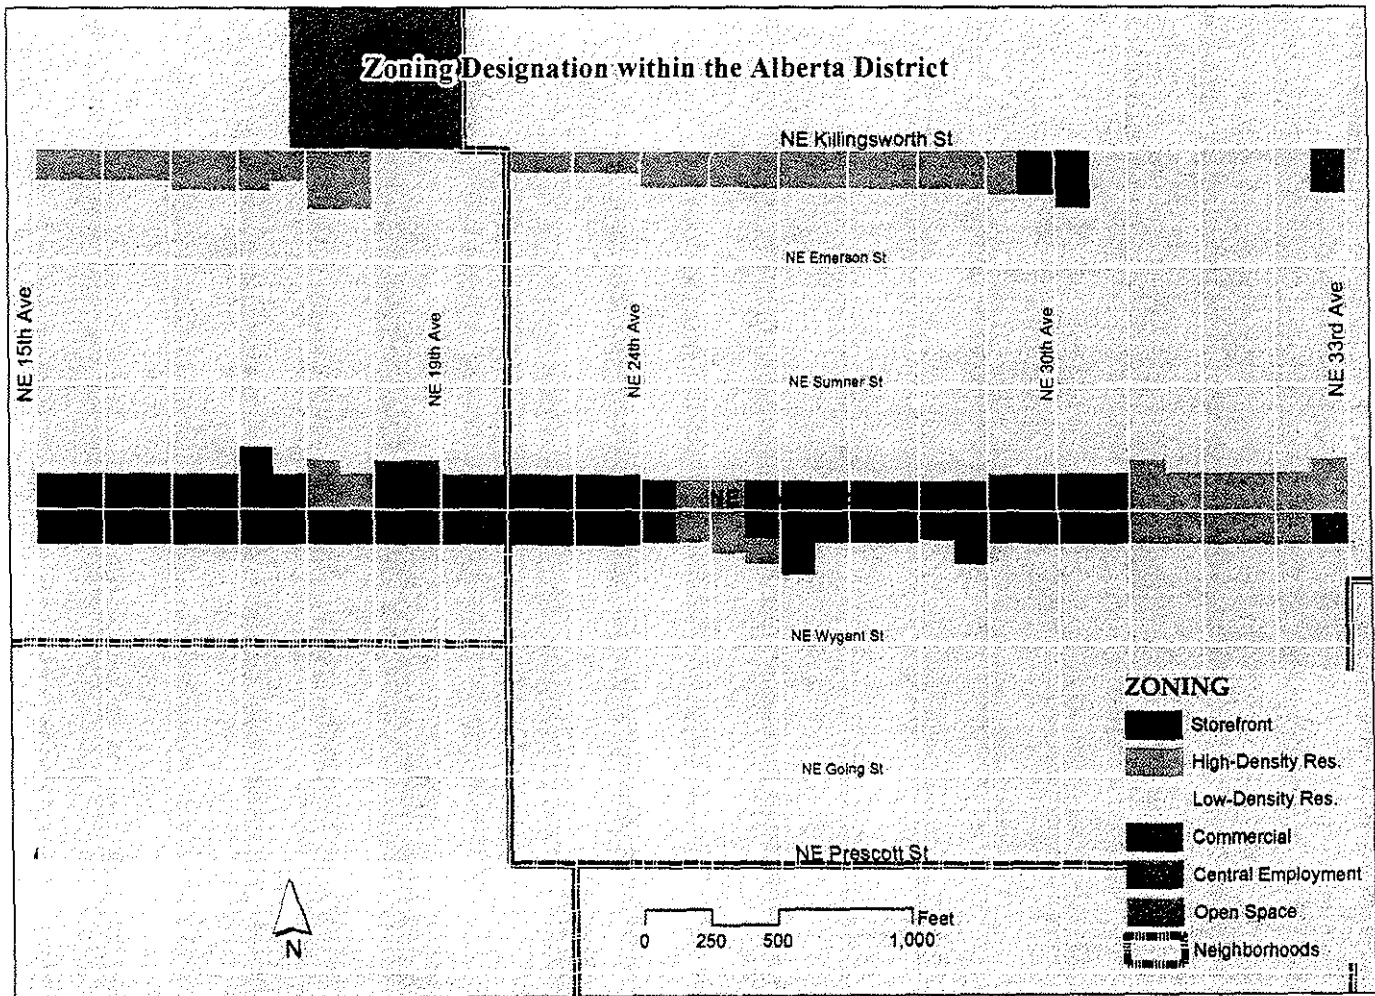 Zoning Designation within the Alberta District
NE Killingsworth St
NE Emerson St
NE 15th Ave
NE 19th Ave
NE 24th Ave
NE Sumner St
NE 30th Ave
NE 33rd Ave
NE
NE Wygant St
NE Going St
NE Prescott St
ZONING
Storefront
High-Density Res.
Low-Density Res.
Commercial
Central Employment
Open Space
Neighborhoods
N
Feet
0 250 500 1,000